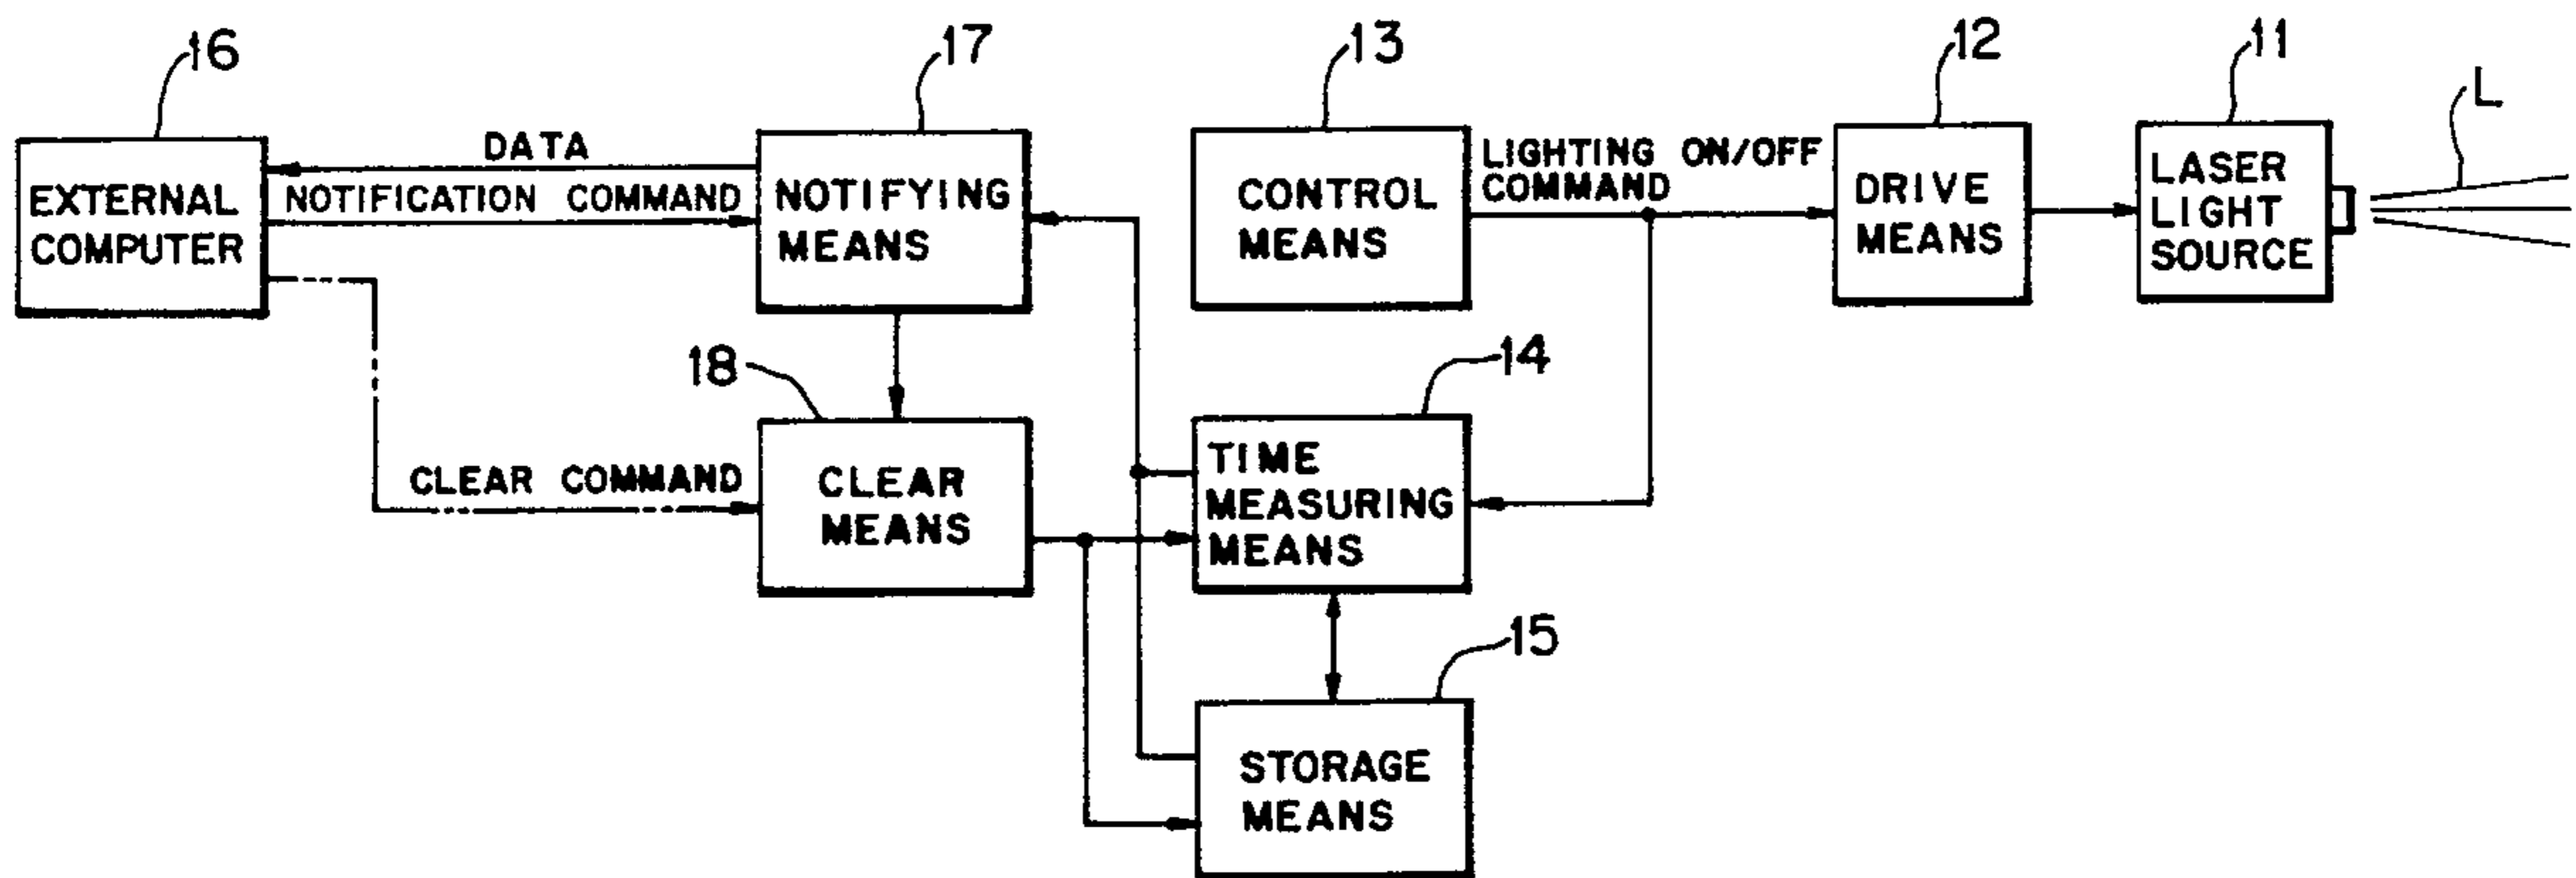 16
17
13
12
11
L
EXTERNAL
COMPUTER
DATA
NOTIFICATION COMMAND
NOTIFYING
MEANS
CONTROL
MEANS
LIGHTING ON/OFF
COMMAND
DRIVE
MEANS
LASER
LIGHT
SOURCE
18
14
CLEAR COMMAND
CLEAR
MEANS
TIME
MEASURING
MEANS
15
STORAGE
MEANS